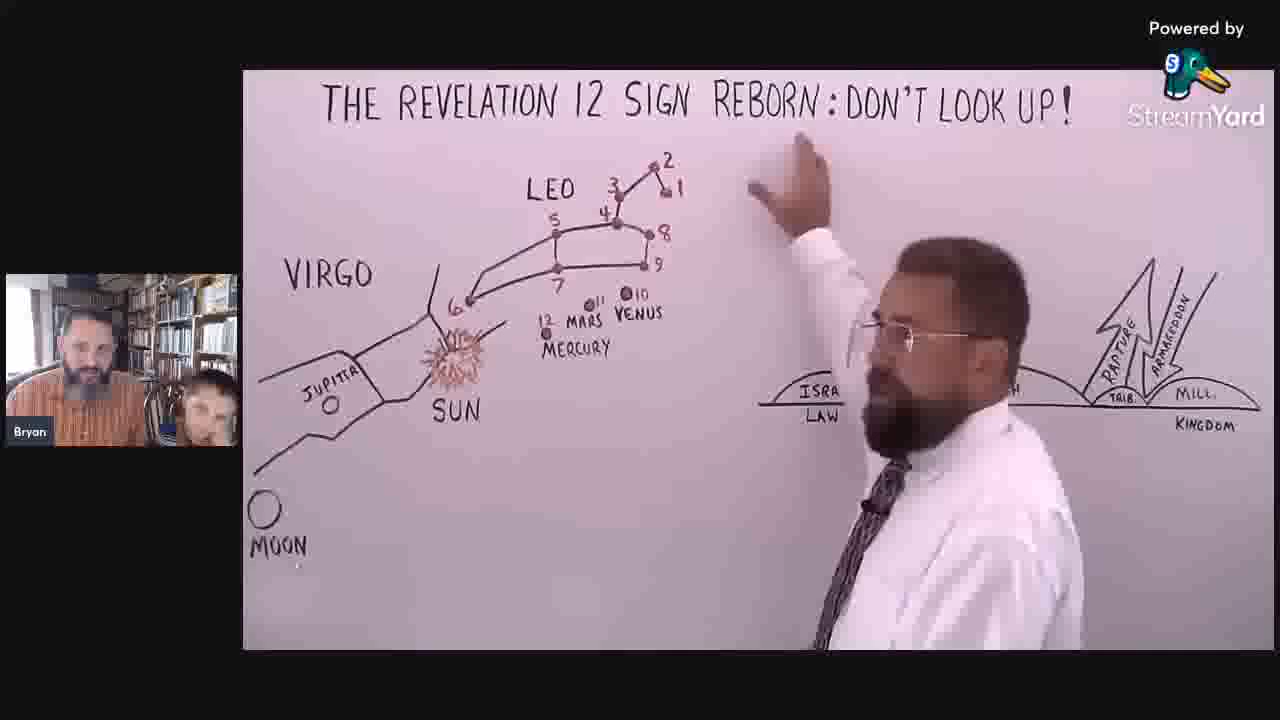 Powered by
StreamYard
THE REVELATION 12 SIGN REBORN: DON'T LOOK UP!
LEO
3
2
1
4
5
8
6
7
9
VIRGO
11
10
12
MARS
VENUS
MERCURY
JUPITER
SUN
MOON
RAPTURE
ARMAGEDDON
ISRA
H
TRIB.
MILL.
LAW
KINGDOM
Bryan